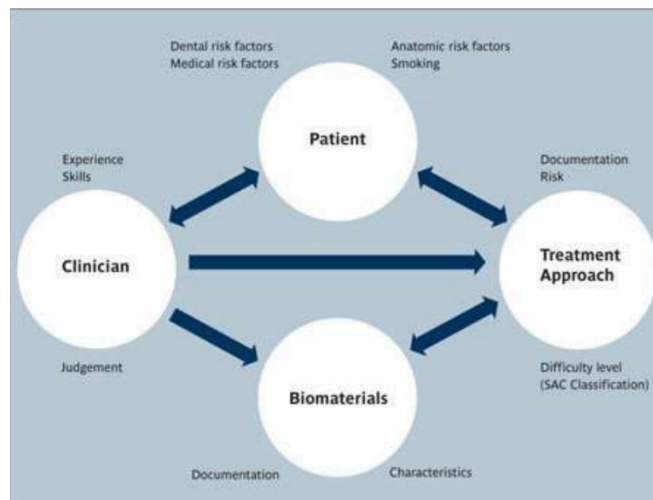 Dental risk factors
Medical risk factors
Anatomic risk factors
Smoking
Patient
Experience
Skills
Documentation
Risk
Clinician
Treatment
Approach
Judgement
Difficulty level
(SAC Classification)
Biomaterials
Documentation
Characteristics